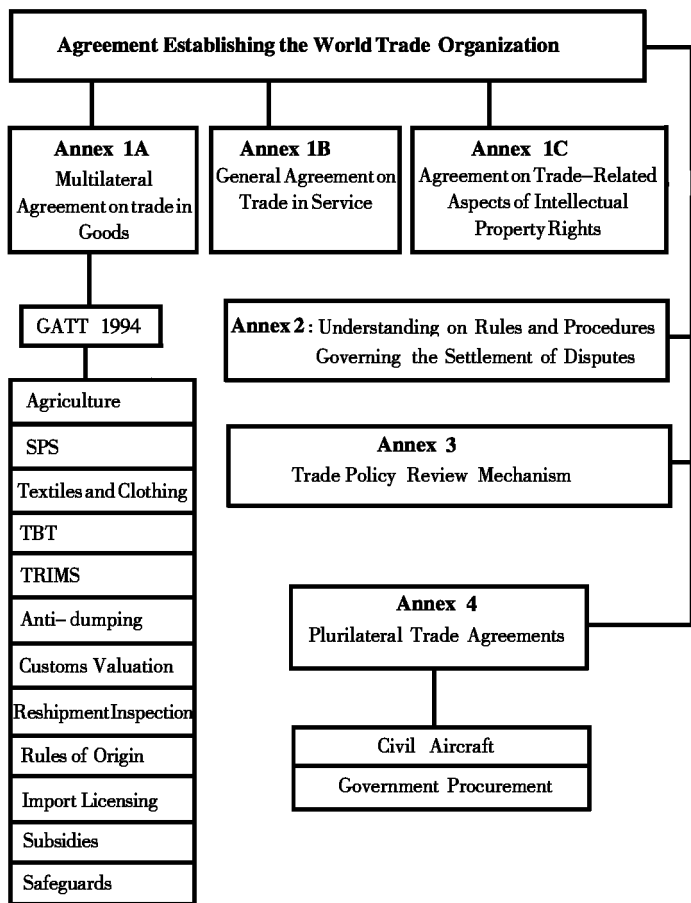 Agreement Establishing the World Trade Organization
Annex 1A
Multilateral
Agreement on trade in
Goods
Annex 1B
General Agreement on
Trade in Service
Annex 1C
Agreement on Trade-Related
Aspects of Intellectual
Property Rights
GATT 1994
Agriculture
SPS
Textiles and Clothing
TBT
TRIMS
Anti-dumping
Customs Valuation
Reshipment Inspection
Rules of Origin
Import Licensing
Subsidies
Safeguards
Annex 2: Understanding on Rules and Procedures
Governing the Settlement of Disputes
Annex 3
Trade Policy Review Mechanism
Annex 4
Plurilateral Trade Agreements
Civil Aircraft
Government Procurement